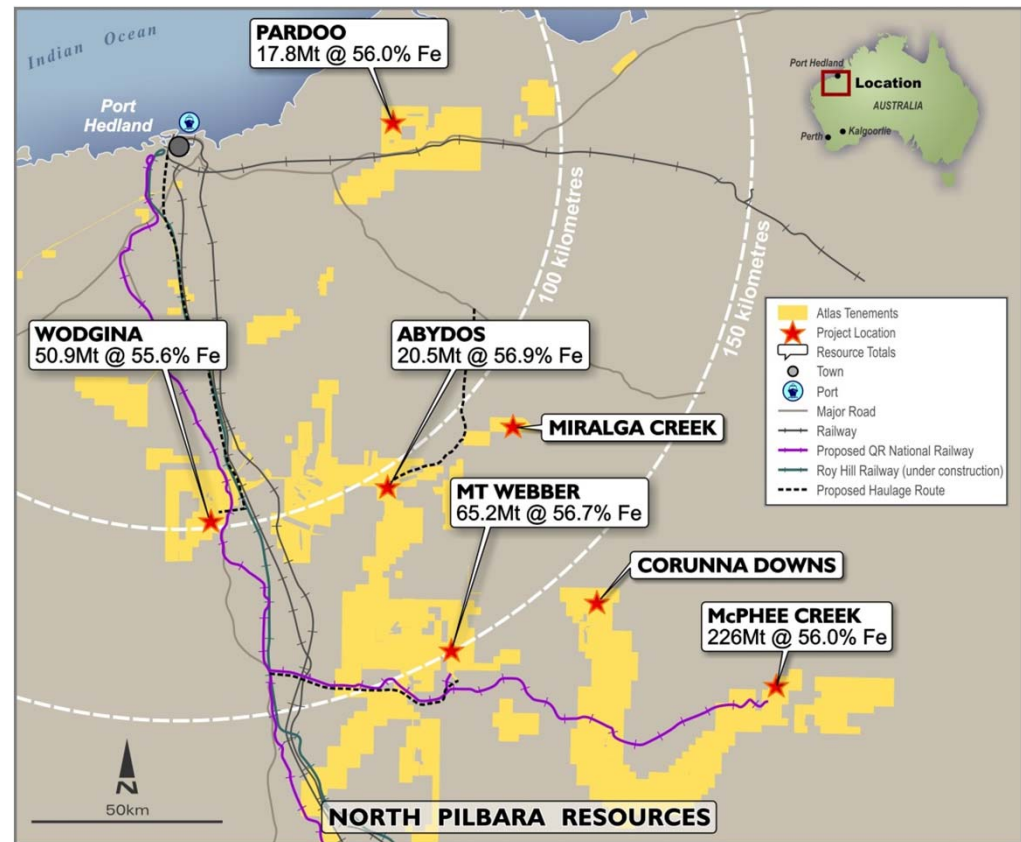 Indian Ocean
PARDOO
17.8Mt @ 56.0% Fe
Port Hedland
Location
AUSTRALIA
Perth
Kalgoorlie
Port
Hedland
100 kilometres
150 kilometres
WODGINA
50.9Mt @ 55.6% Fe
ABYDOS
20.5Mt @ 56.9% Fe
Atlas Tenements
Project Location
Resource Totals
Town
Port
Major Road
Railway
Proposed QR National Railway
Roy Hill Railway (under construction)
Proposed Haulage Route
MIRALGA CREEK
MT WEBBER
65.2Mt @ 56.7% Fe
CORUNNA DOWNS
McPHEE CREEK
226Mt @ 56.0% Fe
N
50km
NORTH PILBARA RESOURCES